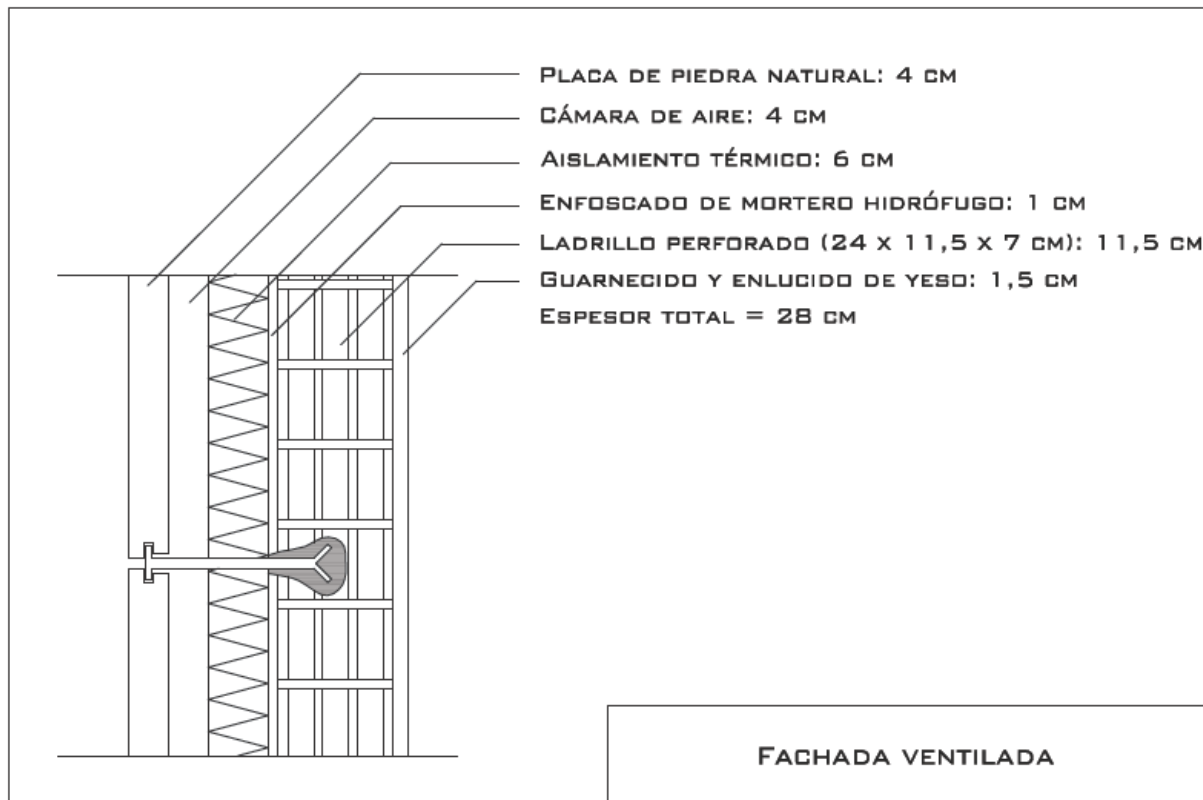 PLACA DE PIEDRA NATURAL: 4 CM
CÁMARA DE AIRE: 4 CM
AISLAMIENTO TÉRMICO: 6 CM
ENFOSCADO DE MORTERO HIDRÓFUGO: 1 CM
LADRILLO PERFORADO (24 X 11,5 X 7 CM): 11,5 CM
GUARNECIDO Y ENLUCIDO DE YESO: 1,5 CM
ESPESOR TOTAL = 28 CM
FACHADA VENTILADA